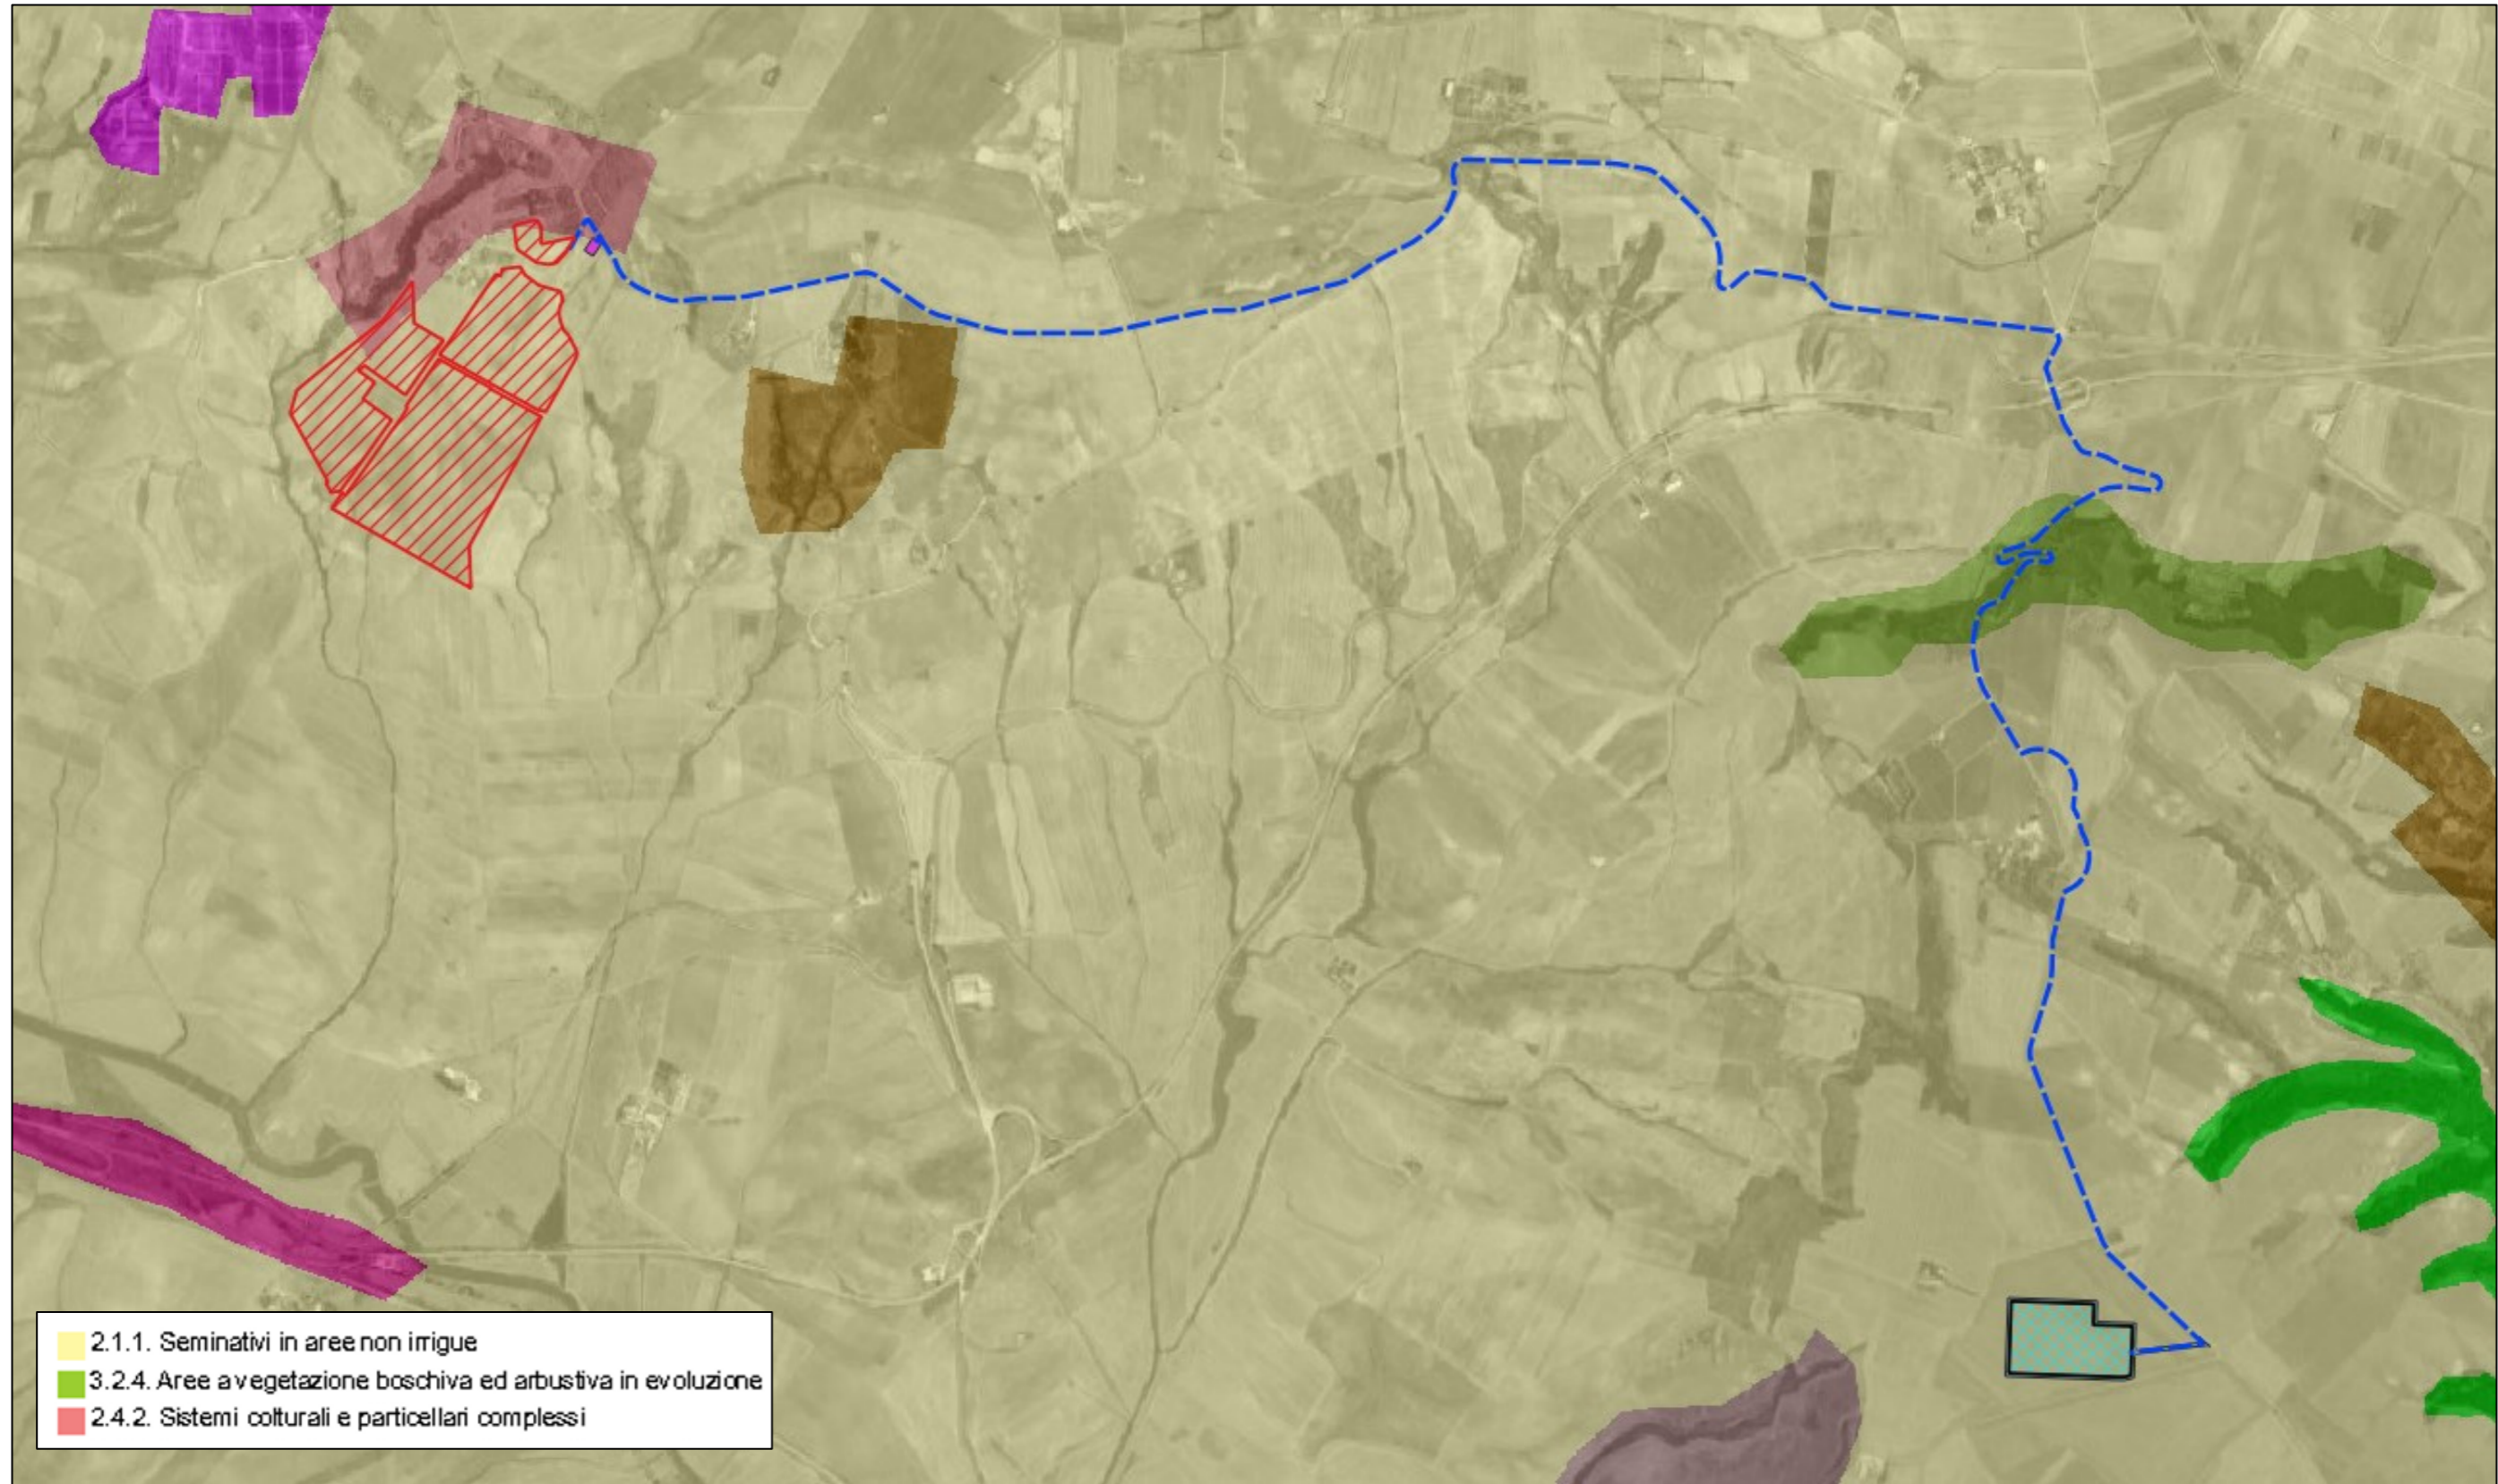 2.1.1. Seminativi in aree non irrigue
3.2.4. Aree a vegetazione boschiva ed arbustiva in evoluzione
2.4.2. Sistemi colturali e particellari complessi